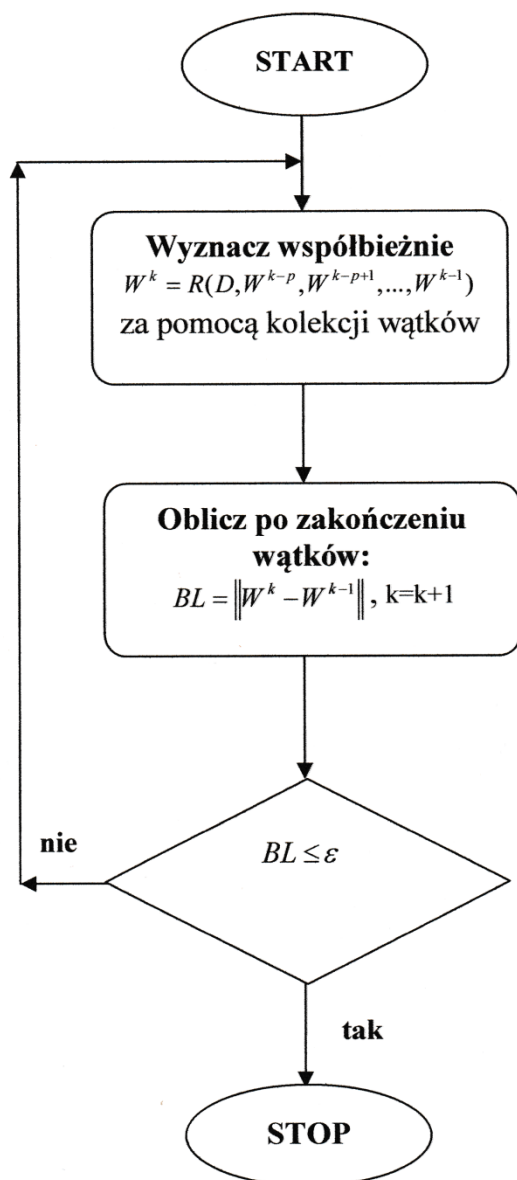 START
Wyznacz współbieżnie
W^k = R(D, W^{k-p}, W^{k-p+1}, ..., W^{k-1})
za pomocą kolekcji wątków
Oblicz po zakończeniu
wątków:
BL = ‖W^k − W^{k-1}‖ , k=k+1
nie
BL ≤ ε
tak
STOP